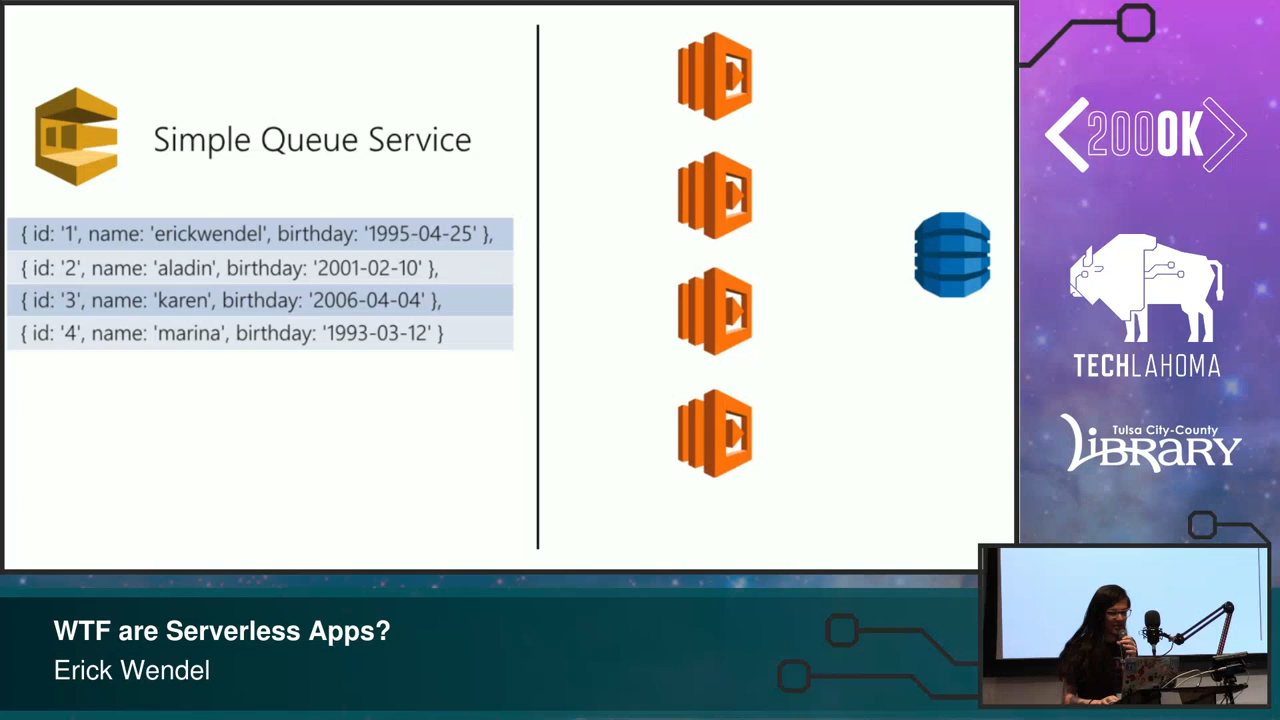 Simple Queue Service
{ id: '1', name: 'erickwendel', birthday: '1995-04-25' },
{ id: '2', name: 'aladin', birthday: '2001-02-10' },
{ id: '3', name: 'karen', birthday: '2006-04-04' },
{ id: '4', name: 'marina', birthday: '1993-03-12' }
<200OK>
TECHLAHOMA
Tulsa City-County
LiBRARY
WTF are Serverless Apps?
Erick Wendel